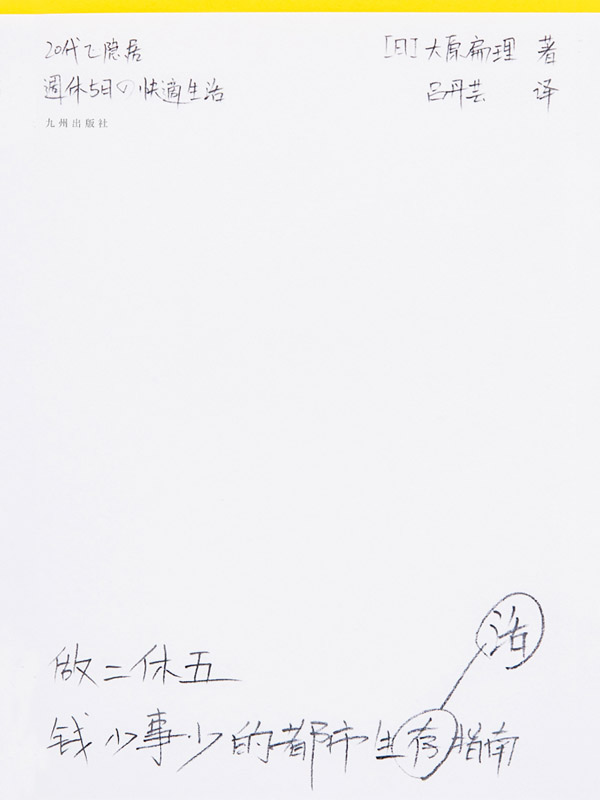 20代で隠居
週休5日の快適生活
九州出版社
[日]大原扁理 著
吕丹芸 译
活
做二休五
钱少事少的都市生存指南